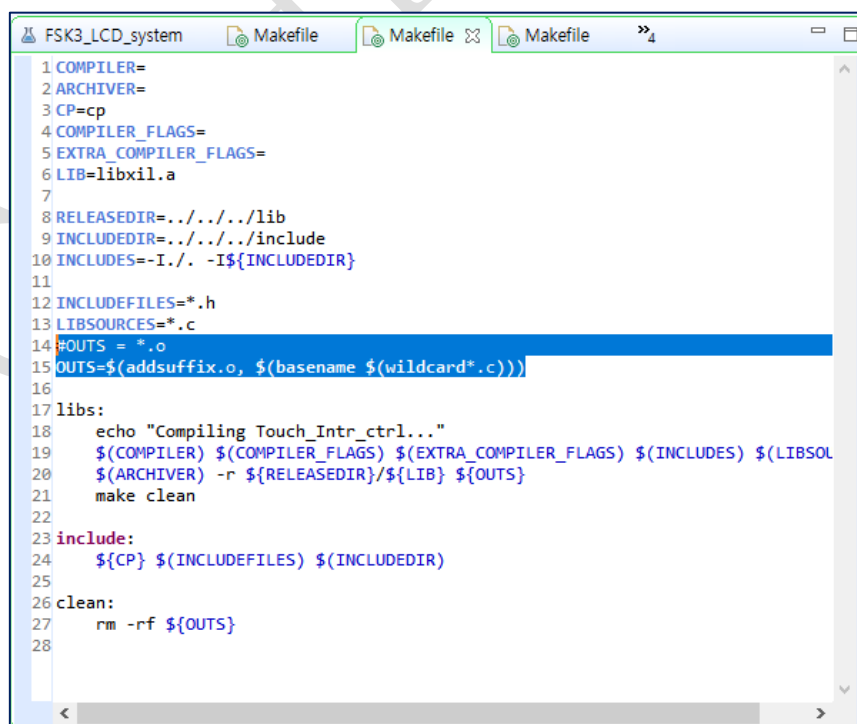 FSK3_LCD_system Makefile Makefile Makefile »4
1 COMPILER=
2 ARCHIVER=
3 CP=cp
4 COMPILER_FLAGS=
5 EXTRA_COMPILER_FLAGS=
6 LIB=libxil.a
7
8 RELEASEDIR=../../../lib
9 INCLUDEDIR=../../../include
10 INCLUDES=-I./. -I${INCLUDEDIR}
11
12 INCLUDEFILES=*.h
13 LIBSOURCES=*.c
14 #OUTS = *.o
15 OUTS=$(addsuffix.o, $(basename $(wildcard*.c)))
16
17 libs:
18 echo "Compiling Touch_Intr_ctrl..."
19 $(COMPILER) $(COMPILER_FLAGS) $(EXTRA_COMPILER_FLAGS) $(INCLUDES) $(LIBSOU
20 $(ARCHIVER) -r ${RELEASEDIR}/${LIB} ${OUTS}
21 make clean
22
23 include:
24 ${CP} $(INCLUDEFILES) $(INCLUDEDIR)
25
26 clean:
27 rm -rf ${OUTS}
28